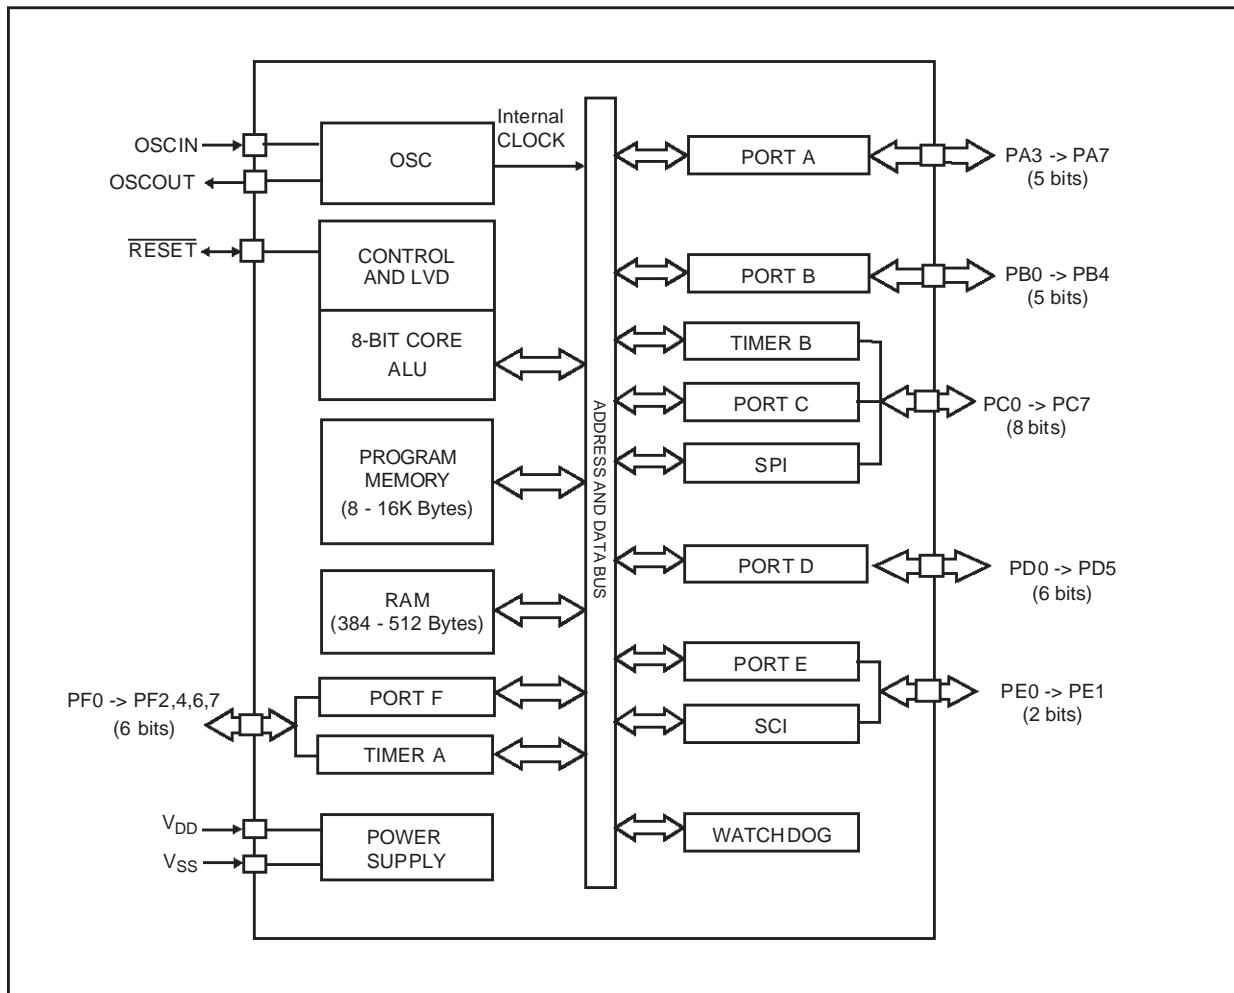 OSCIN
OSCOUT
RESET
OSC
Internal
CLOCK
CONTROL
AND LVD
8-BIT CORE
ALU
PROGRAM
MEMORY
(8 - 16K Bytes)
RAM
(384 - 512 Bytes)
PF0 -> PF2,4,6,7
(6 bits)
PORT F
TIMER A
VDD
VSS
POWER
SUPPLY
ADDRESS AND DATA BUS
PORT A
PA3 -> PA7
(5 bits)
PORT B
PB0 -> PB4
(5 bits)
TIMER B
PORT C
SPI
PC0 -> PC7
(8 bits)
PORT D
PD0 -> PD5
(6 bits)
PORT E
SCI
PE0 -> PE1
(2 bits)
WATCHDOG